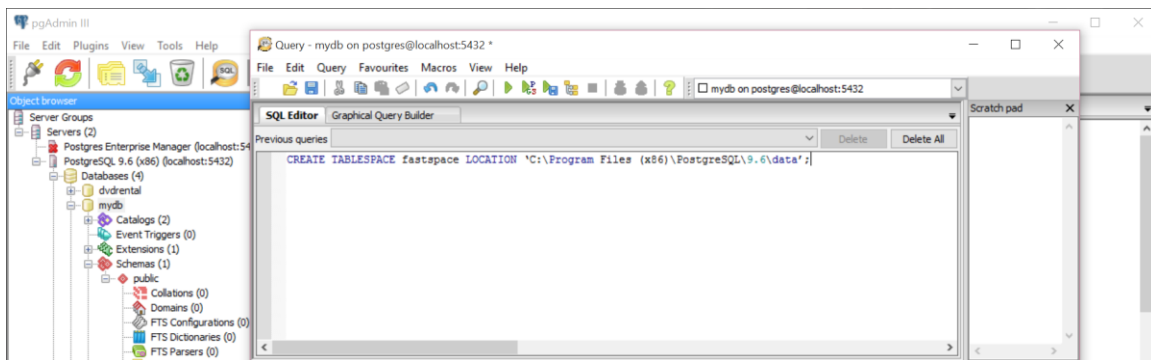 pgAdmin III
File Edit Plugins View Tools Help
SQL
Object browser
Server Groups
Servers (2)
Postgres Enterprise Manager (localhost:54
PostgreSQL 9.6 (x86) (localhost:5432)
Databases (4)
dvdrental
mydb
Catalogs (2)
Event Triggers (0)
Extensions (1)
Schemas (1)
public
Collations (0)
Domains (0)
FTS Configurations (0)
FTS Dictionaries (0)
FTS Parsers (0)
Query - mydb on postgres@localhost:5432 *
File Edit Query Favourites Macros View Help
mydb on postgres@localhost:5432
SQL Editor Graphical Query Builder
Previous queries Delete Delete All
CREATE TABLESPACE fastspace LOCATION ‘C:\Program Files (x86)\PostgreSQL\9.6\data’;
Scratch pad